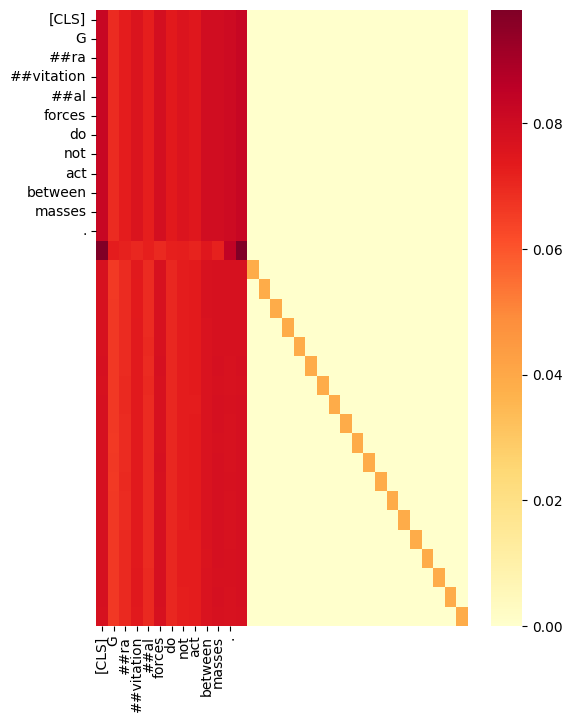 [CLS]
G
##ra
##vitation
##al
forces
do
not
act
between
masses
.
0.08
0.06
0.04
0.02
0.00
[CLS]
G
##ra
##vitation
##al
forces
do
not
act
between
masses
.